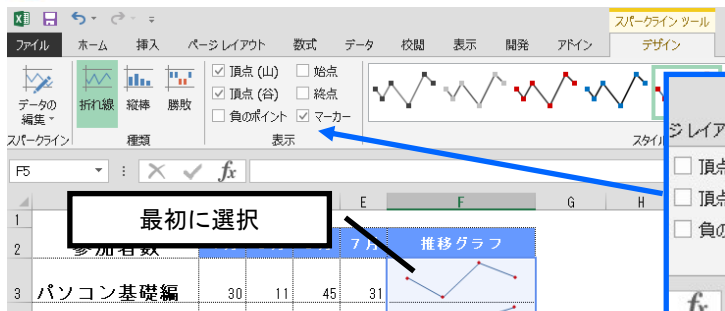 スパークライン ツール
ファイル ホーム 挿入 ページ レイアウト 数式 データ 校閲 表示 開発 アドイン デザイン
データの 編集 折れ線 縦棒 勝敗
頂点 (山) 始点
頂点 (谷) 終点
負のポイント マーカー
スパークライン 種類 表示 スタイル
ジ レイア
頂点
頂点
負の
fx
F5 fx
E F G H
1
最初に選択
2 参加者数 7月 推移グラフ
3 パソコン基礎編 30 11 45 31